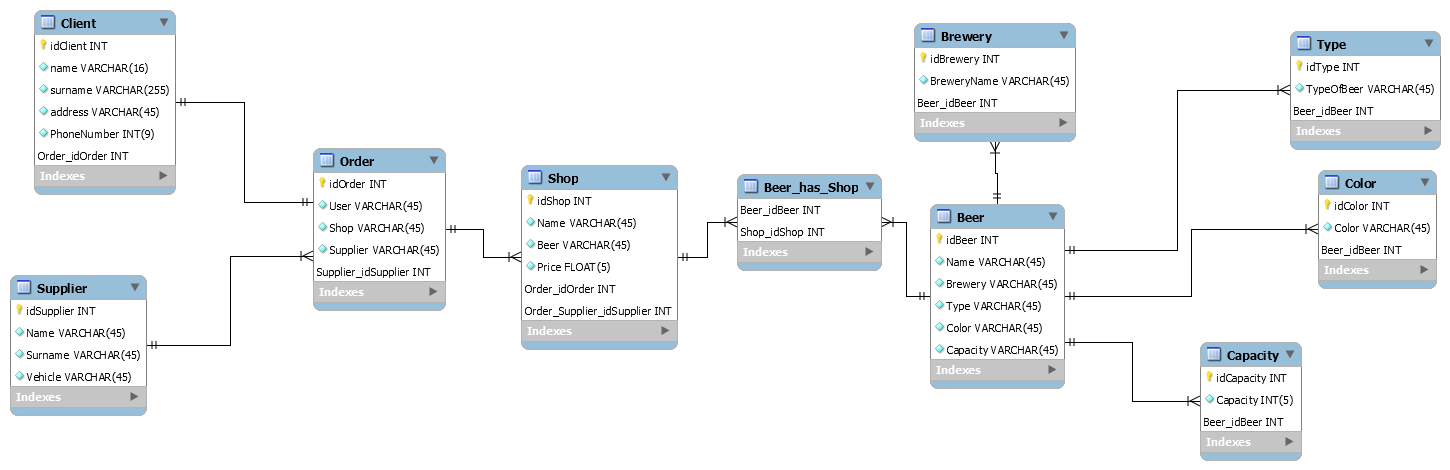 Client
idClient INT
name VARCHAR(16)
surname VARCHAR(255)
address VARCHAR(45)
PhoneNumber INT(9)
Order_idOrder INT
Indexes
Supplier
idSupplier INT
Name VARCHAR(45)
Surname VARCHAR(45)
Vehicle VARCHAR(45)
Indexes
Order
idOrder INT
User VARCHAR(45)
Shop VARCHAR(45)
Supplier VARCHAR(45)
Supplier_idSupplier INT
Indexes
Shop
idShop INT
Name VARCHAR(45)
Beer VARCHAR(45)
Price FLOAT(5)
Order_idOrder INT
Order_Supplier_idSupplier INT
Indexes
Beer_has_Shop
Beer_idBeer INT
Shop_idShop INT
Indexes
Brewery
idBrewery INT
BreweryName VARCHAR(45)
Beer_idBeer INT
Indexes
Beer
idBeer INT
Name VARCHAR(45)
Brewery VARCHAR(45)
Type VARCHAR(45)
Color VARCHAR(45)
Capacity VARCHAR(45)
Indexes
Type
idType INT
TypeOfBeer VARCHAR(45)
Beer_idBeer INT
Indexes
Color
idColor INT
Color VARCHAR(45)
Beer_idBeer INT
Indexes
Capacity
idCapacity INT
Capacity INT(5)
Beer_idBeer INT
Indexes